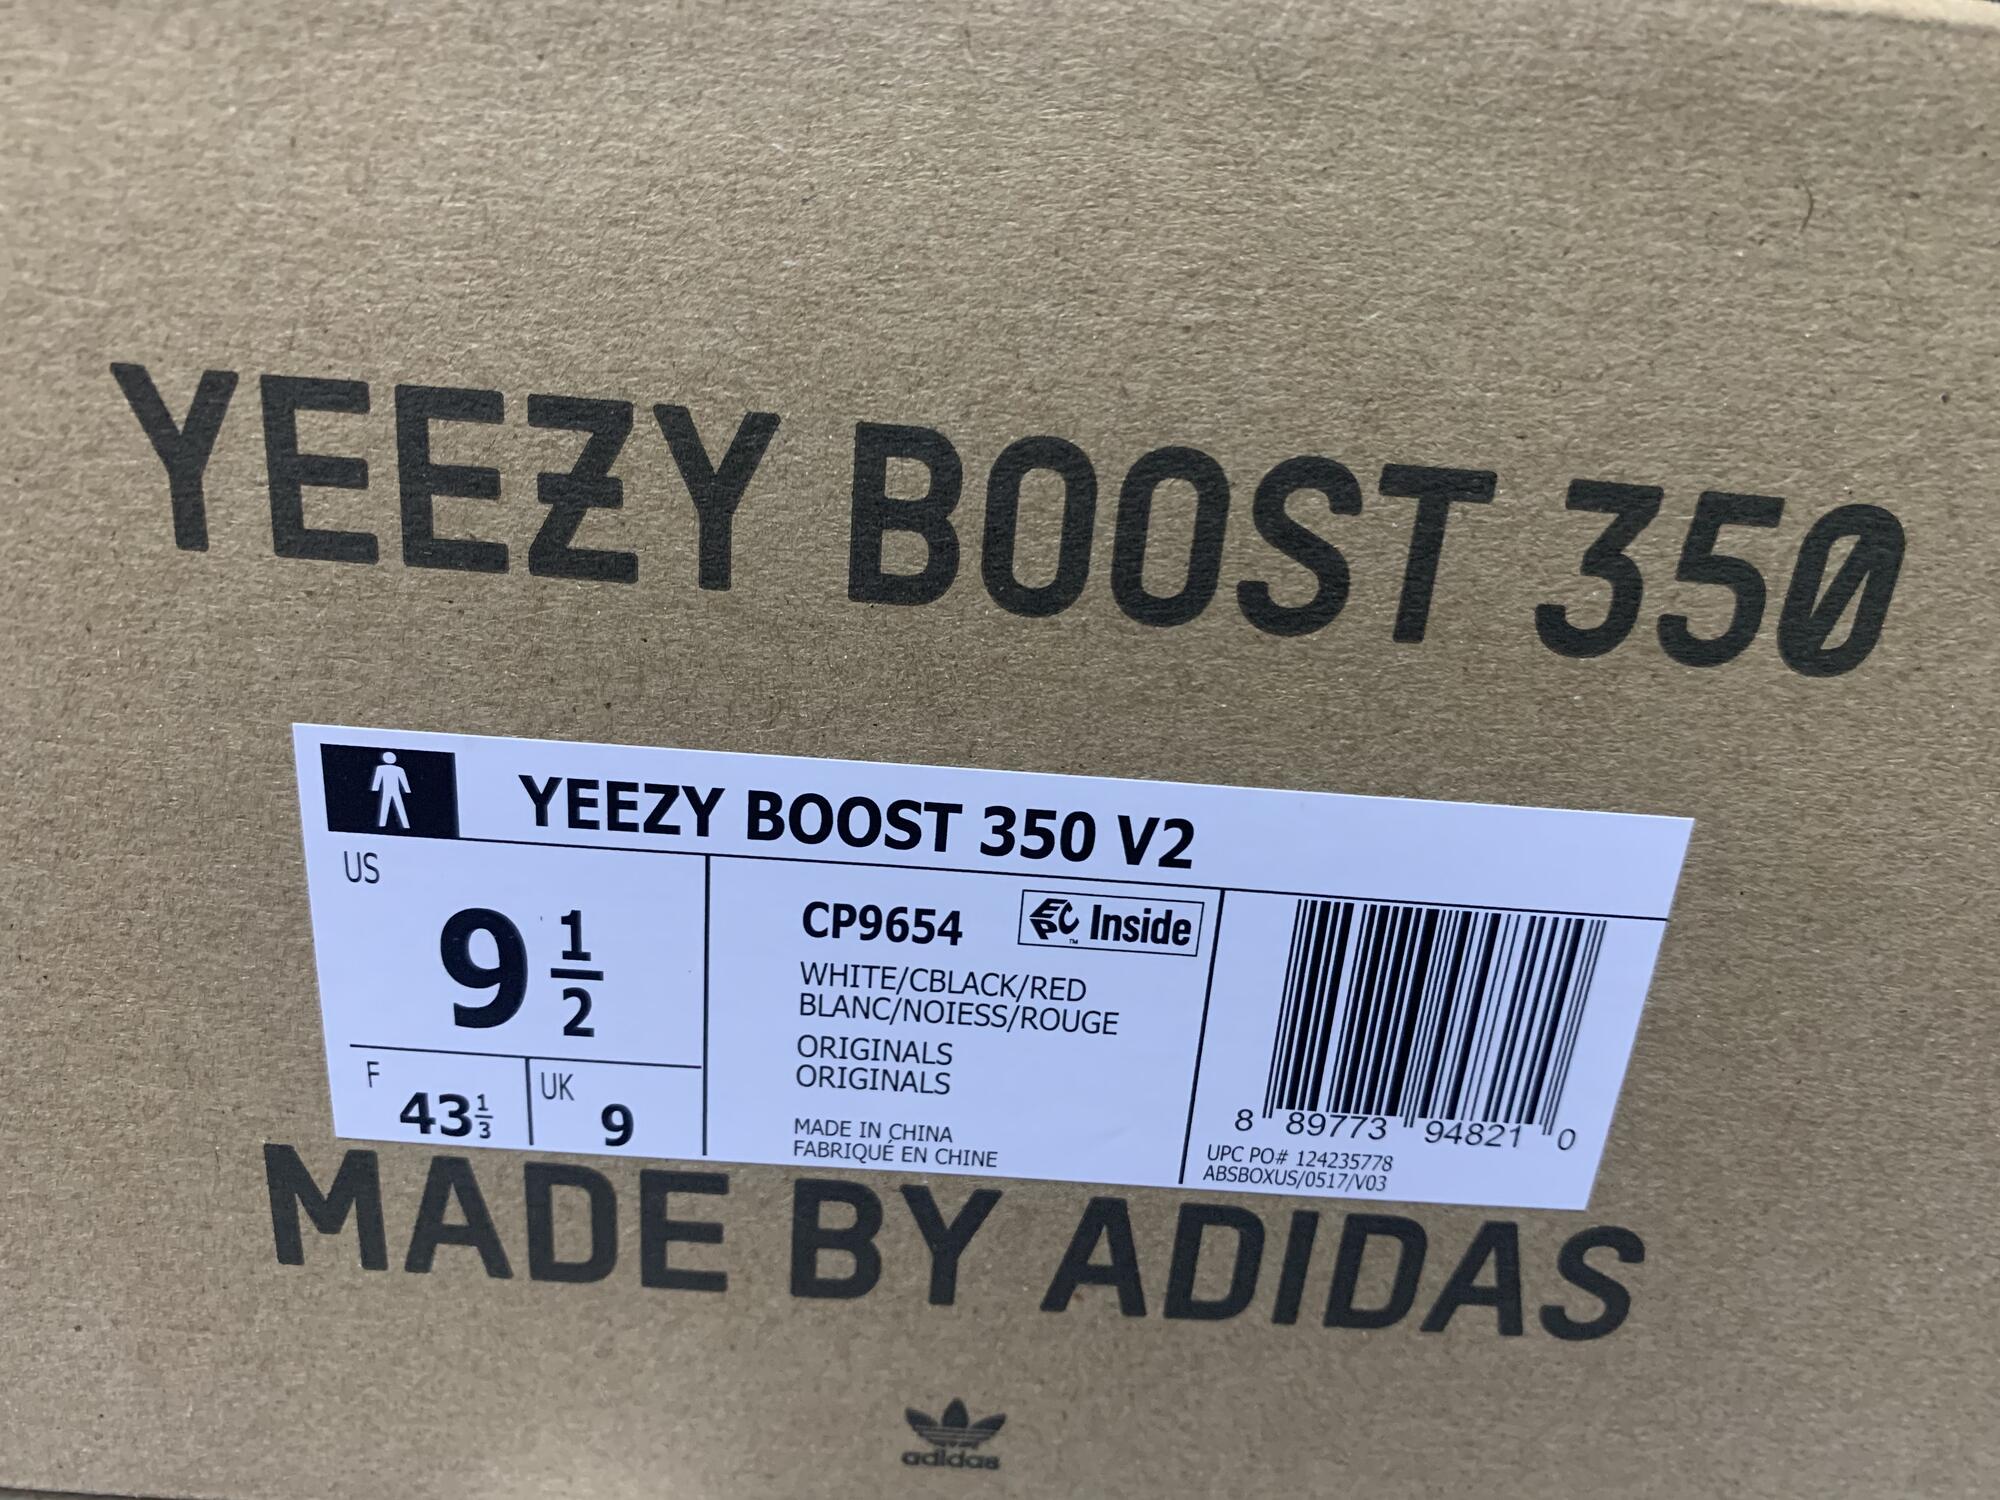 YEEZY BOOST 350
YEEZY BOOST 350 V2
US
9 1/2
F
43 1/3
UK
9
CP9654
EPC™ Inside
WHITE/CBLACK/RED
BLANC/NOIESS/ROUGE
ORIGINALS
ORIGINALS
MADE IN CHINA
FABRIQUÉ EN CHINE
8 89773 94821 0
UPC PO# 124235778
ABSBOXUS/0517/V03
MADE BY ADIDAS
adidas